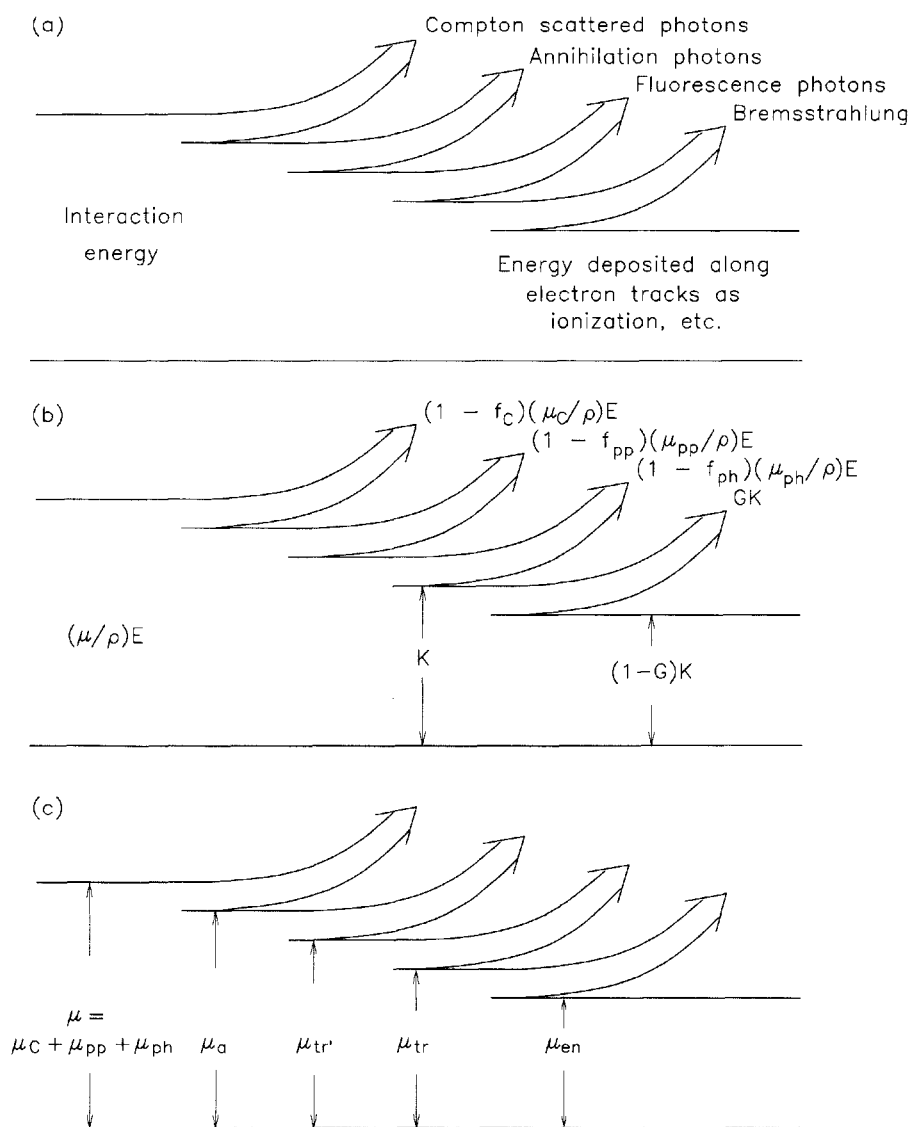 (a)
Compton scattered photons
Annihilation photons
Fluorescence photons
Bremsstrahlung
Interaction
energy
Energy deposited along
electron tracks as
ionization, etc.
(b)
(1 - f_C)(μ_C/ρ)E
(1 - f_pp)(μ_pp/ρ)E
(1 - f_ph)(μ_ph/ρ)E
GK
(μ/ρ)E
K
(1-G)K
(c)
μ =
μ_C + μ_pp + μ_ph
μ_a
μ_tr'
μ_tr
μ_en